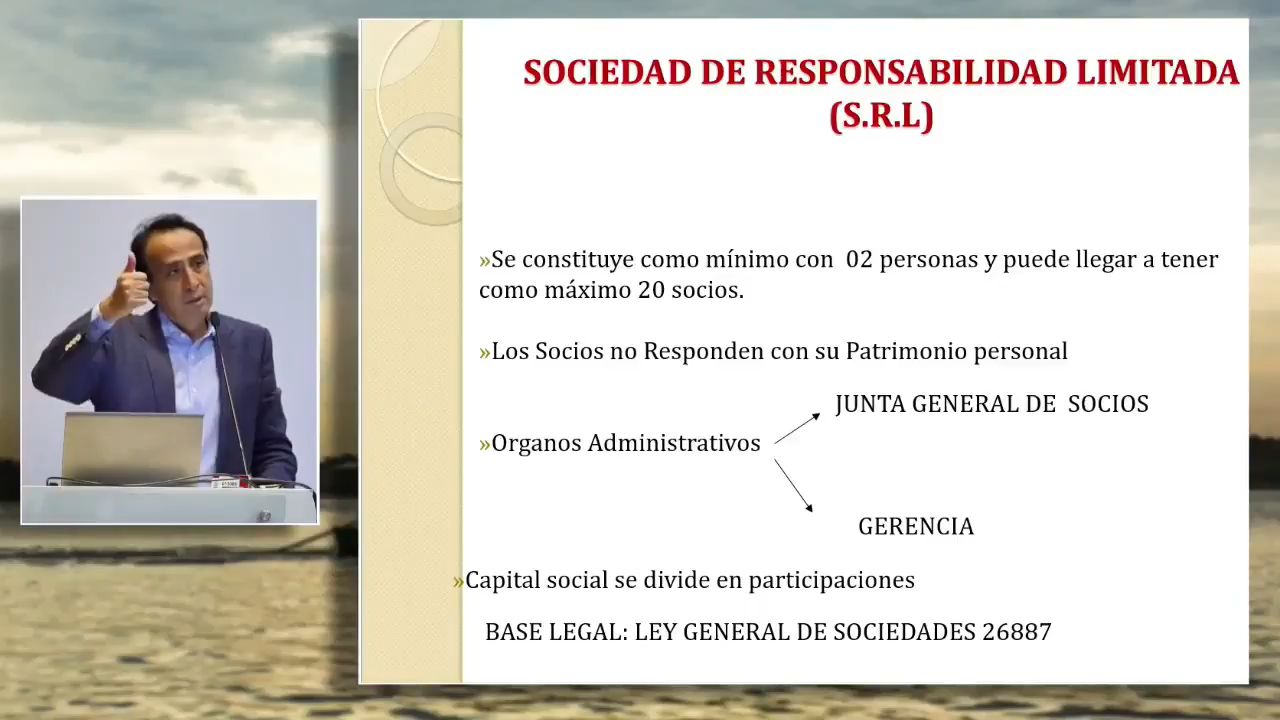 SOCIEDAD DE RESPONSABILIDAD LIMITADA
(S.R.L)
»Se constituye como mínimo con 02 personas y puede llegar a tener
como máximo 20 socios.
»Los Socios no Responden con su Patrimonio personal
JUNTA GENERAL DE SOCIOS
»Organos Administrativos
GERENCIA
»Capital social se divide en participaciones
BASE LEGAL: LEY GENERAL DE SOCIEDADES 26887